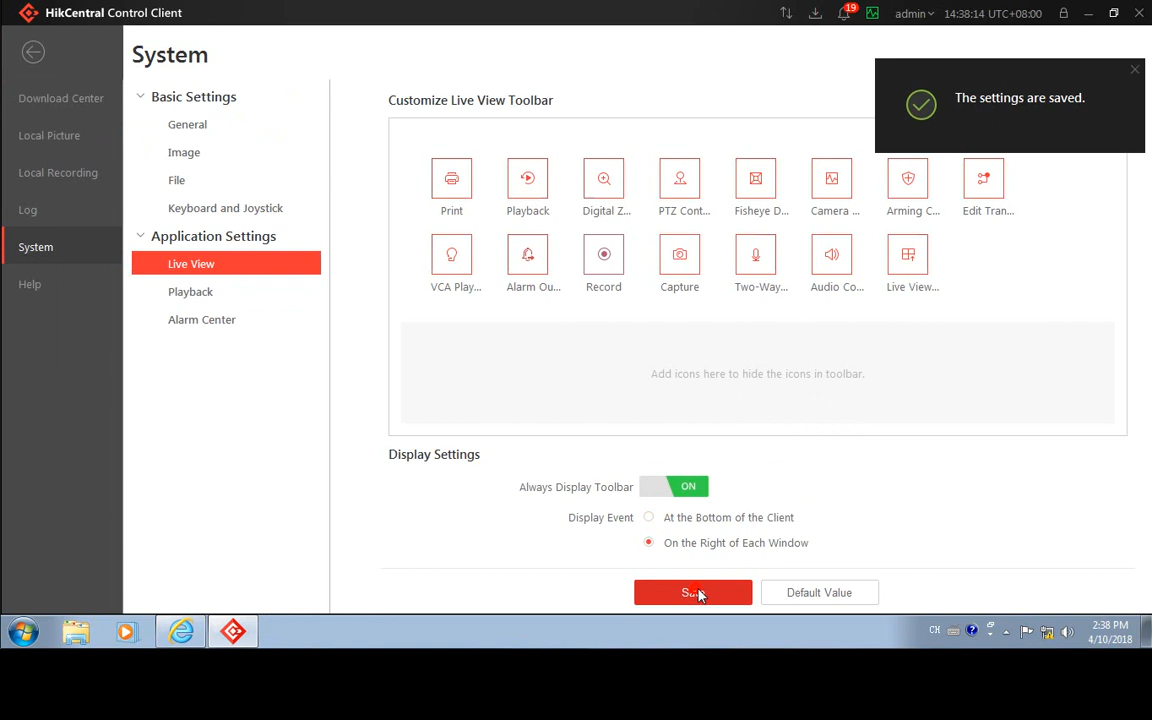 HikCentral Control Client
19
admin
14:38:14 UTC+08:00
System
The settings are saved.
Download Center
Local Picture
Local Recording
Log
System
Help
Basic Settings
General
Image
File
Keyboard and Joystick
Application Settings
Live View
Playback
Alarm Center
Customize Live View Toolbar
Print
Playback
Digital Z...
PTZ Cont...
Fisheye D...
Camera ...
Arming C...
Edit Tran...
VCA Play...
Alarm Ou...
Record
Capture
Two-Way...
Audio Co...
Live View...
Add icons here to hide the icons in toolbar.
Display Settings
Always Display Toolbar
ON
Display Event
At the Bottom of the Client
On the Right of Each Window
Save
Default Value
CH
2:38 PM
4/10/2018